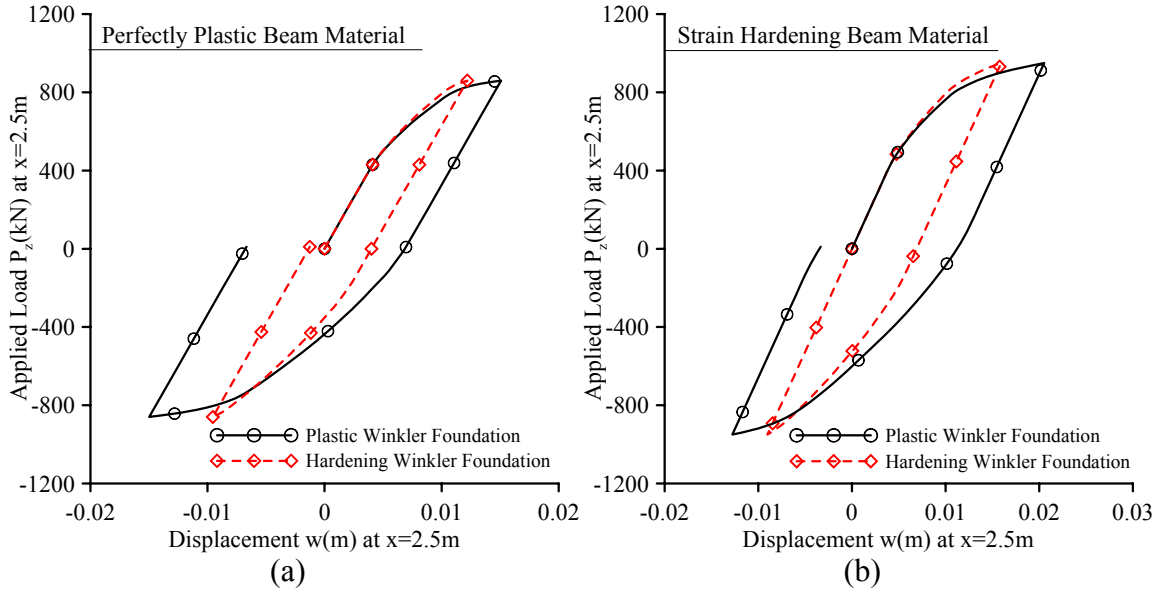 Perfectly Plastic Beam Material
Applied Load P_z(kN) at x=2.5m
1200
800
400
0
-400
-800
-1200
Plastic Winkler Foundation
Hardening Winkler Foundation
-0.02
-0.01
0
0.01
0.02
Displacement w(m) at x=2.5m
(a)
Strain Hardening Beam Material
Applied Load P_z(kN) at x=2.5m
1200
800
400
0
-400
-800
-1200
Plastic Winkler Foundation
Hardening Winkler Foundation
-0.02
-0.01
0
0.01
0.02
0.03
Displacement w(m) at x=2.5m
(b)